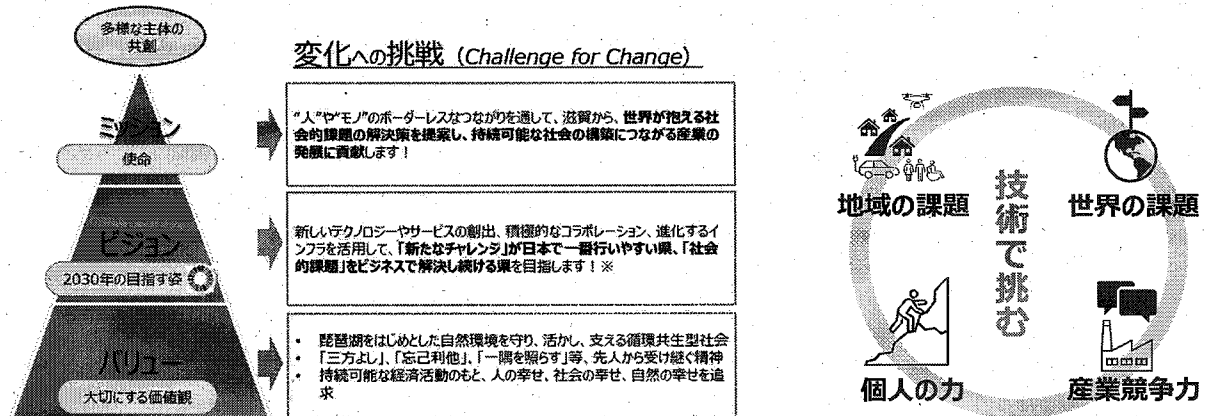 多様な主体の
共創
変化への挑戦 (Challenge for Change)
ミッション
使命
"人"や"モノ"のボーダーレスなつながりを通して、滋賀から、世界が抱える社
会的課題の解決策を提案し、持続可能な社会の構築につながる産業の
発展に貢献します！
ビジョン
2030年の目指す姿
新しいテクノロジーやサービスの創出、積極的なコラボレーション、進化するイ
ンフラを活用して、「新たなチャレンジ」が日本で一番行いやすい県、「社会
的課題」をビジネスで解決し続ける県を目指します！※
バリュー
大切にする価値観
• 琵琶湖をはじめとした自然環境を守り、活かし、支える循環共生型社会
• 「三方よし」、「忘己利他」、「一隅を照らす」等、先人から受け継ぐ精神
• 持続可能な経済活動のもと、人の幸せ、社会の幸せ、自然の幸せを追
求
地域の課題
世界の課題
技術で挑む
個人の力
産業競争力